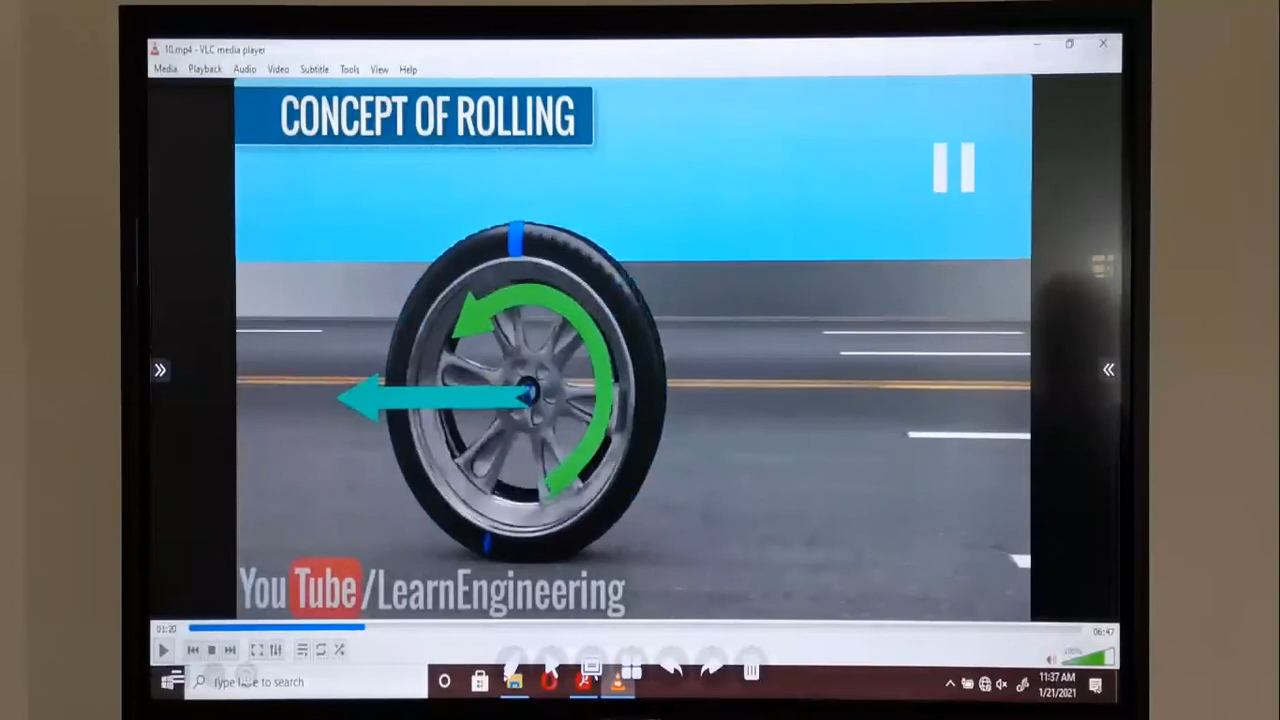 10.mp4 - VLC media player
Media Playback Audio Video Subtitle Tools View Help
CONCEPT OF ROLLING
YouTube/LearnEngineering
01:20
06:47
100%
Type here to search
11:37 AM
1/21/2021